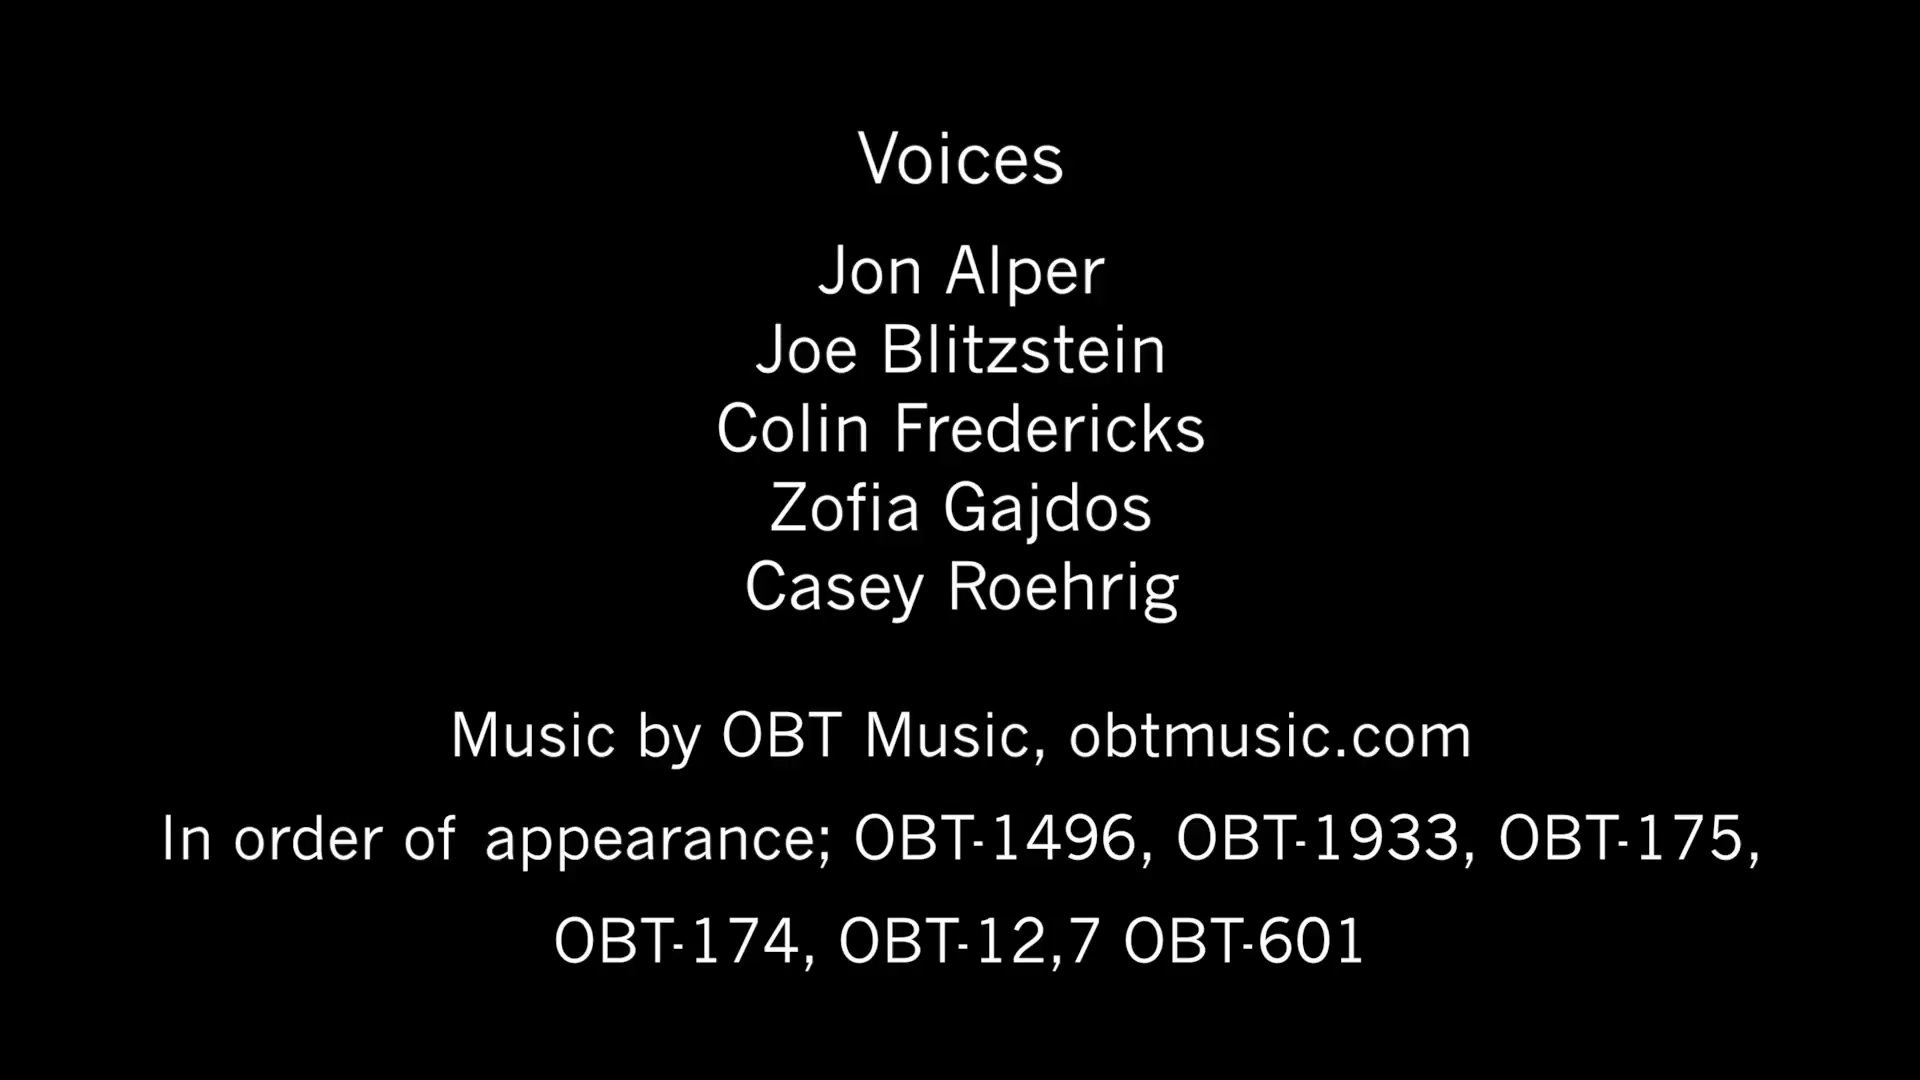 Voices
Jon Alper
Joe Blitzstein
Colin Fredericks
Zofia Gajdos
Casey Roehrig
Music by OBT Music, obtmusic.com
In order of appearance; OBT-1496, OBT-1933, OBT-175,
OBT-174, OBT-12,7 OBT-601